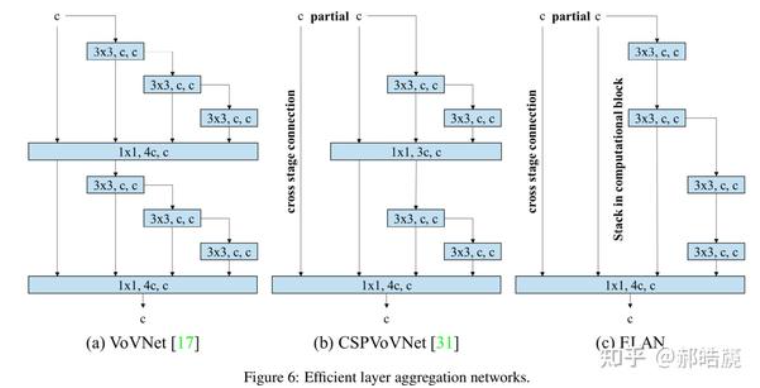 c
3x3, c, c
3x3, c, c
3x3, c, c
1x1, 4c, c
3x3, c, c
3x3, c, c
3x3, c, c
1x1, 4c, c
c
(a) VoVNet [17]
c partial c
cross stage connection
3x3, c, c
3x3, c, c
1x1, 3c, c
3x3, c, c
3x3, c, c
1x1, 4c, c
c
(b) CSPVoVNet [31]
c partial c
cross stage connection
Stack in computational block
3x3, c, c
3x3, c, c
3x3, c, c
3x3, c, c
1x1, 4c, c
c
(c) ELAN
知乎 @郝皓牋
Figure 6: Efficient layer aggregation networks.